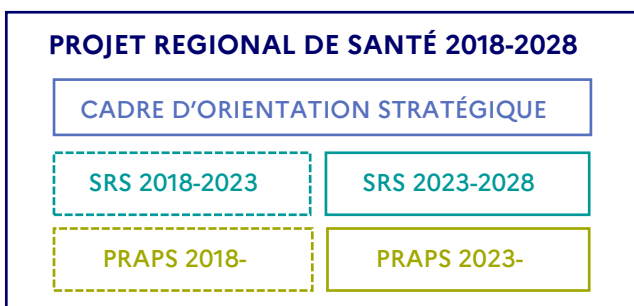 PROJET REGIONAL DE SANTÉ 2018-2028
CADRE D’ORIENTATION STRATÉGIQUE
SRS 2018-2023 SRS 2023-2028
PRAPS 2018- PRAPS 2023-